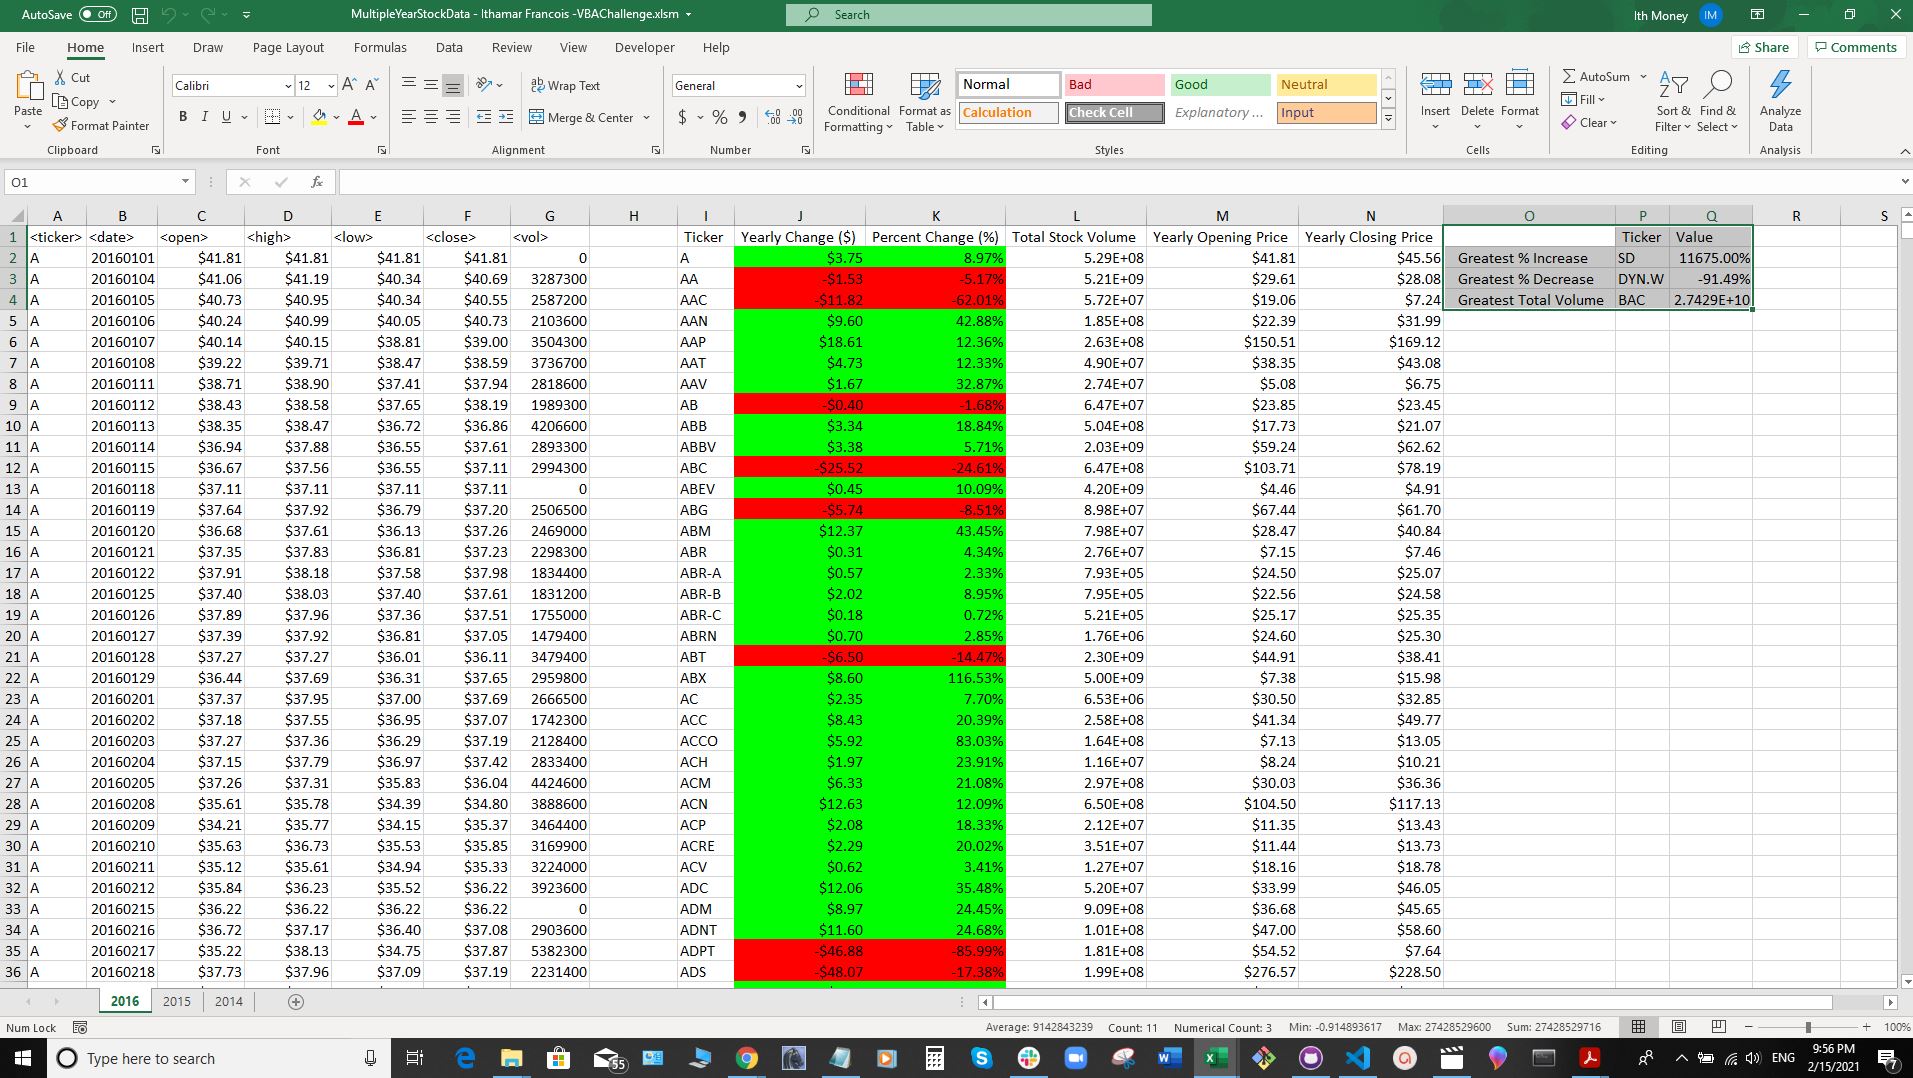 AutoSave Off MultipleYearStockData - Ithamar Francois -VBAChallenge.xlsm Search Ith Money IM
File Home Insert Draw Page Layout Formulas Data Review View Developer Help Share Comments
Paste Cut Copy Format Painter Clipboard
Calibri 12 A A B I U A Font
ab Wrap Text Merge & Center Alignment
General $ % Number
Conditional Formatting Format as Table
Normal Bad Good Neutral
Calculation Check Cell Explanatory ... Input
Styles
Insert Delete Format Cells
AutoSum Fill Clear Sort & Filter Find & Select Editing
Analyze Data Analysis
O1 fx
A B C D E F G H I J K L M N O P Q R S
1 <ticker> <date> <open> <high> <low> <close> <vol> Ticker Yearly Change ($) Percent Change (%) Total Stock Volume Yearly Opening Price Yearly Closing Price Ticker Value
2 A 20160101 $41.81 $41.81 $41.81 $41.81 0 A $3.75 8.97% 5.29E+08 $41.81 $45.56 Greatest % Increase SD 11675.00%
3 A 20160104 $41.06 $41.19 $40.34 $40.69 3287300 AA -$1.53 -5.17% 5.21E+09 $29.61 $28.08 Greatest % Decrease DYN.W -91.49%
4 A 20160105 $40.73 $40.95 $40.34 $40.55 2587200 AAC -$11.82 -62.01% 5.72E+07 $19.06 $7.24 Greatest Total Volume BAC 2.7429E+10
5 A 20160106 $40.24 $40.99 $40.05 $40.73 2103600 AAN $9.60 42.88% 1.85E+08 $22.39 $31.99
6 A 20160107 $40.14 $40.15 $38.81 $39.00 3504300 AAP $18.61 12.36% 2.63E+08 $150.51 $169.12
7 A 20160108 $39.22 $39.71 $38.47 $38.59 3736700 AAT $4.73 12.33% 4.90E+07 $38.35 $43.08
8 A 20160111 $38.71 $38.90 $37.41 $37.94 2818600 AAV $1.67 32.87% 2.74E+07 $5.08 $6.75
9 A 20160112 $38.43 $38.58 $37.65 $38.19 1989300 AB -$0.40 -1.68% 6.47E+07 $23.85 $23.45
10 A 20160113 $38.35 $38.47 $36.72 $36.86 4206600 ABB $3.34 18.84% 5.04E+08 $17.73 $21.07
11 A 20160114 $36.94 $37.88 $36.55 $37.61 2893300 ABBV $3.38 5.71% 2.03E+09 $59.24 $62.62
12 A 20160115 $36.67 $37.56 $36.55 $37.11 2994300 ABC -$25.52 -24.61% 6.47E+08 $103.71 $78.19
13 A 20160118 $37.11 $37.11 $37.11 $37.11 0 ABEV $0.45 10.09% 4.20E+09 $4.46 $4.91
14 A 20160119 $37.64 $37.92 $36.79 $37.20 2506500 ABG -$5.74 -8.51% 8.98E+07 $67.44 $61.70
15 A 20160120 $36.68 $37.61 $36.13 $37.26 2469000 ABM $12.37 43.45% 7.98E+07 $28.47 $40.84
16 A 20160121 $37.35 $37.83 $36.81 $37.23 2298300 ABR $0.31 4.34% 2.76E+07 $7.15 $7.46
17 A 20160122 $37.91 $38.18 $37.58 $37.98 1834400 ABR-A $0.57 2.33% 7.93E+05 $24.50 $25.07
18 A 20160125 $37.40 $38.03 $37.40 $37.61 1831200 ABR-B $2.02 8.95% 7.95E+05 $22.56 $24.58
19 A 20160126 $37.89 $37.96 $37.36 $37.51 1755000 ABR-C $0.18 0.72% 5.21E+05 $25.17 $25.35
20 A 20160127 $37.39 $37.92 $36.81 $37.05 1479400 ABRN $0.70 2.85% 1.76E+06 $24.60 $25.30
21 A 20160128 $37.27 $37.27 $36.01 $36.11 3479400 ABT -$6.50 -14.47% 2.30E+09 $44.91 $38.41
22 A 20160129 $36.44 $37.69 $36.31 $37.65 2959800 ABX $8.60 116.53% 5.00E+09 $7.38 $15.98
23 A 20160201 $37.37 $37.95 $37.00 $37.69 2666500 AC $2.35 7.70% 6.53E+06 $30.50 $32.85
24 A 20160202 $37.18 $37.55 $36.95 $37.07 1742300 ACC $8.43 20.39% 2.58E+08 $41.34 $49.77
25 A 20160203 $37.27 $37.36 $36.29 $37.19 2128400 ACCO $5.92 83.03% 1.64E+08 $7.13 $13.05
26 A 20160204 $37.15 $37.79 $36.97 $37.42 2833400 ACH $1.97 23.91% 1.16E+07 $8.24 $10.21
27 A 20160205 $37.26 $37.31 $35.83 $36.04 4424600 ACM $6.33 21.08% 2.97E+08 $30.03 $36.36
28 A 20160208 $35.61 $35.78 $34.39 $34.80 3888600 ACN $12.63 12.09% 6.50E+08 $104.50 $117.13
29 A 20160209 $34.21 $35.77 $34.15 $35.37 3464400 ACP $2.08 18.33% 2.12E+07 $11.35 $13.43
30 A 20160210 $35.63 $36.73 $35.53 $35.85 3169900 ACRE $2.29 20.02% 3.51E+07 $11.44 $13.73
31 A 20160211 $35.12 $35.61 $34.94 $35.33 3224000 ACV $0.62 3.41% 1.27E+07 $18.16 $18.78
32 A 20160212 $35.84 $36.23 $35.52 $36.22 3923600 ADC $12.06 35.48% 5.20E+07 $33.99 $46.05
33 A 20160215 $36.22 $36.22 $36.22 $36.22 0 ADM $8.97 24.45% 9.09E+08 $36.68 $45.65
34 A 20160216 $36.72 $37.17 $36.40 $37.08 2903600 ADNT $11.60 24.68% 1.01E+08 $47.00 $58.60
35 A 20160217 $35.22 $38.13 $34.75 $37.87 5382300 ADPT -$46.88 -85.99% 1.81E+08 $54.52 $7.64
36 A 20160218 $37.73 $37.96 $37.09 $37.19 2231400 ADS -$48.07 -17.38% 1.99E+08 $276.57 $228.50
2016 2015 2014
Num Lock Average: 9142843239 Count: 11 Numerical Count: 3 Min: -0.914893617 Max: 27428529600 Sum: 27428529716 100%
Type here to search 55 ENG 9:56 PM 2/15/2021 7